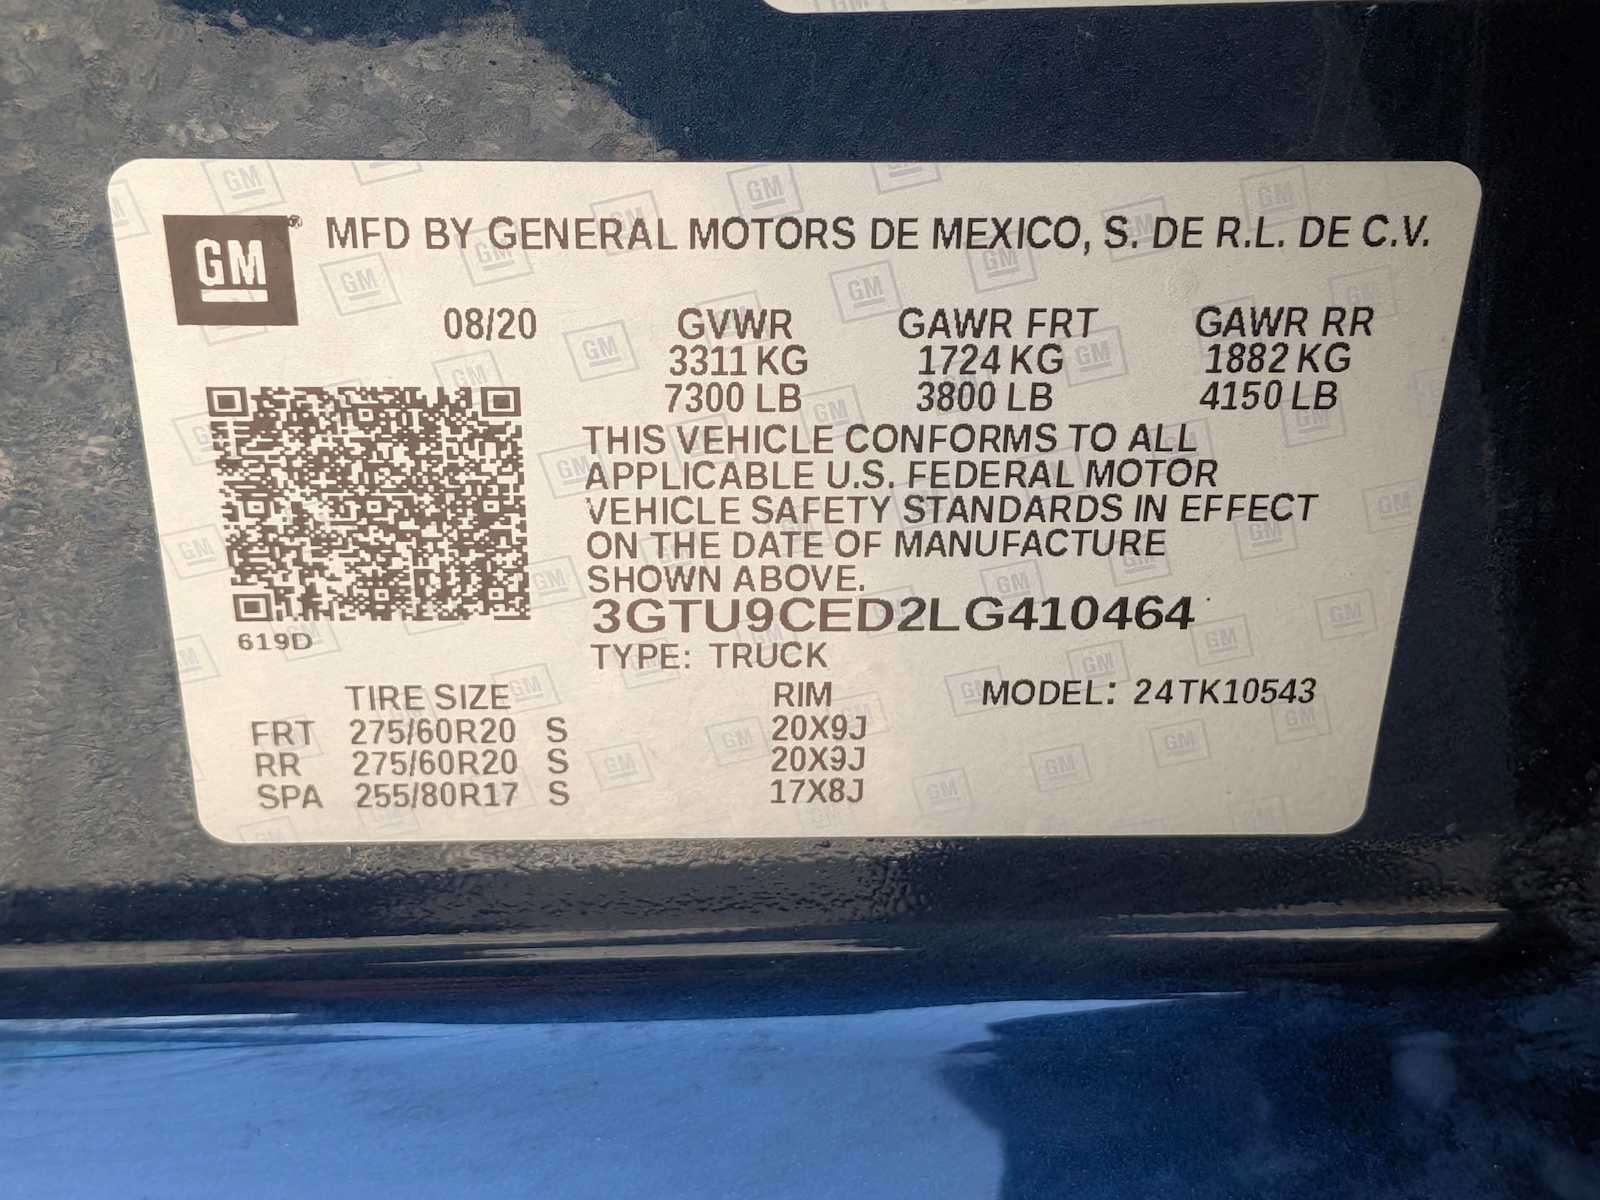 GM® MFD BY GENERAL MOTORS DE MEXICO, S. DE R.L. DE C.V.
08/20 GVWR GAWR FRT GAWR RR
3311 KG 1724 KG 1882 KG
7300 LB 3800 LB 4150 LB
THIS VEHICLE CONFORMS TO ALL
APPLICABLE U.S. FEDERAL MOTOR
VEHICLE SAFETY STANDARDS IN EFFECT
ON THE DATE OF MANUFACTURE
SHOWN ABOVE.
3GTU9CED2LG410464
619D
TYPE: TRUCK
TIRE SIZE RIM MODEL: 24TK10543
FRT 275/60R20 S 20X9J
RR 275/60R20 S 20X9J
SPA 255/80R17 S 17X8J